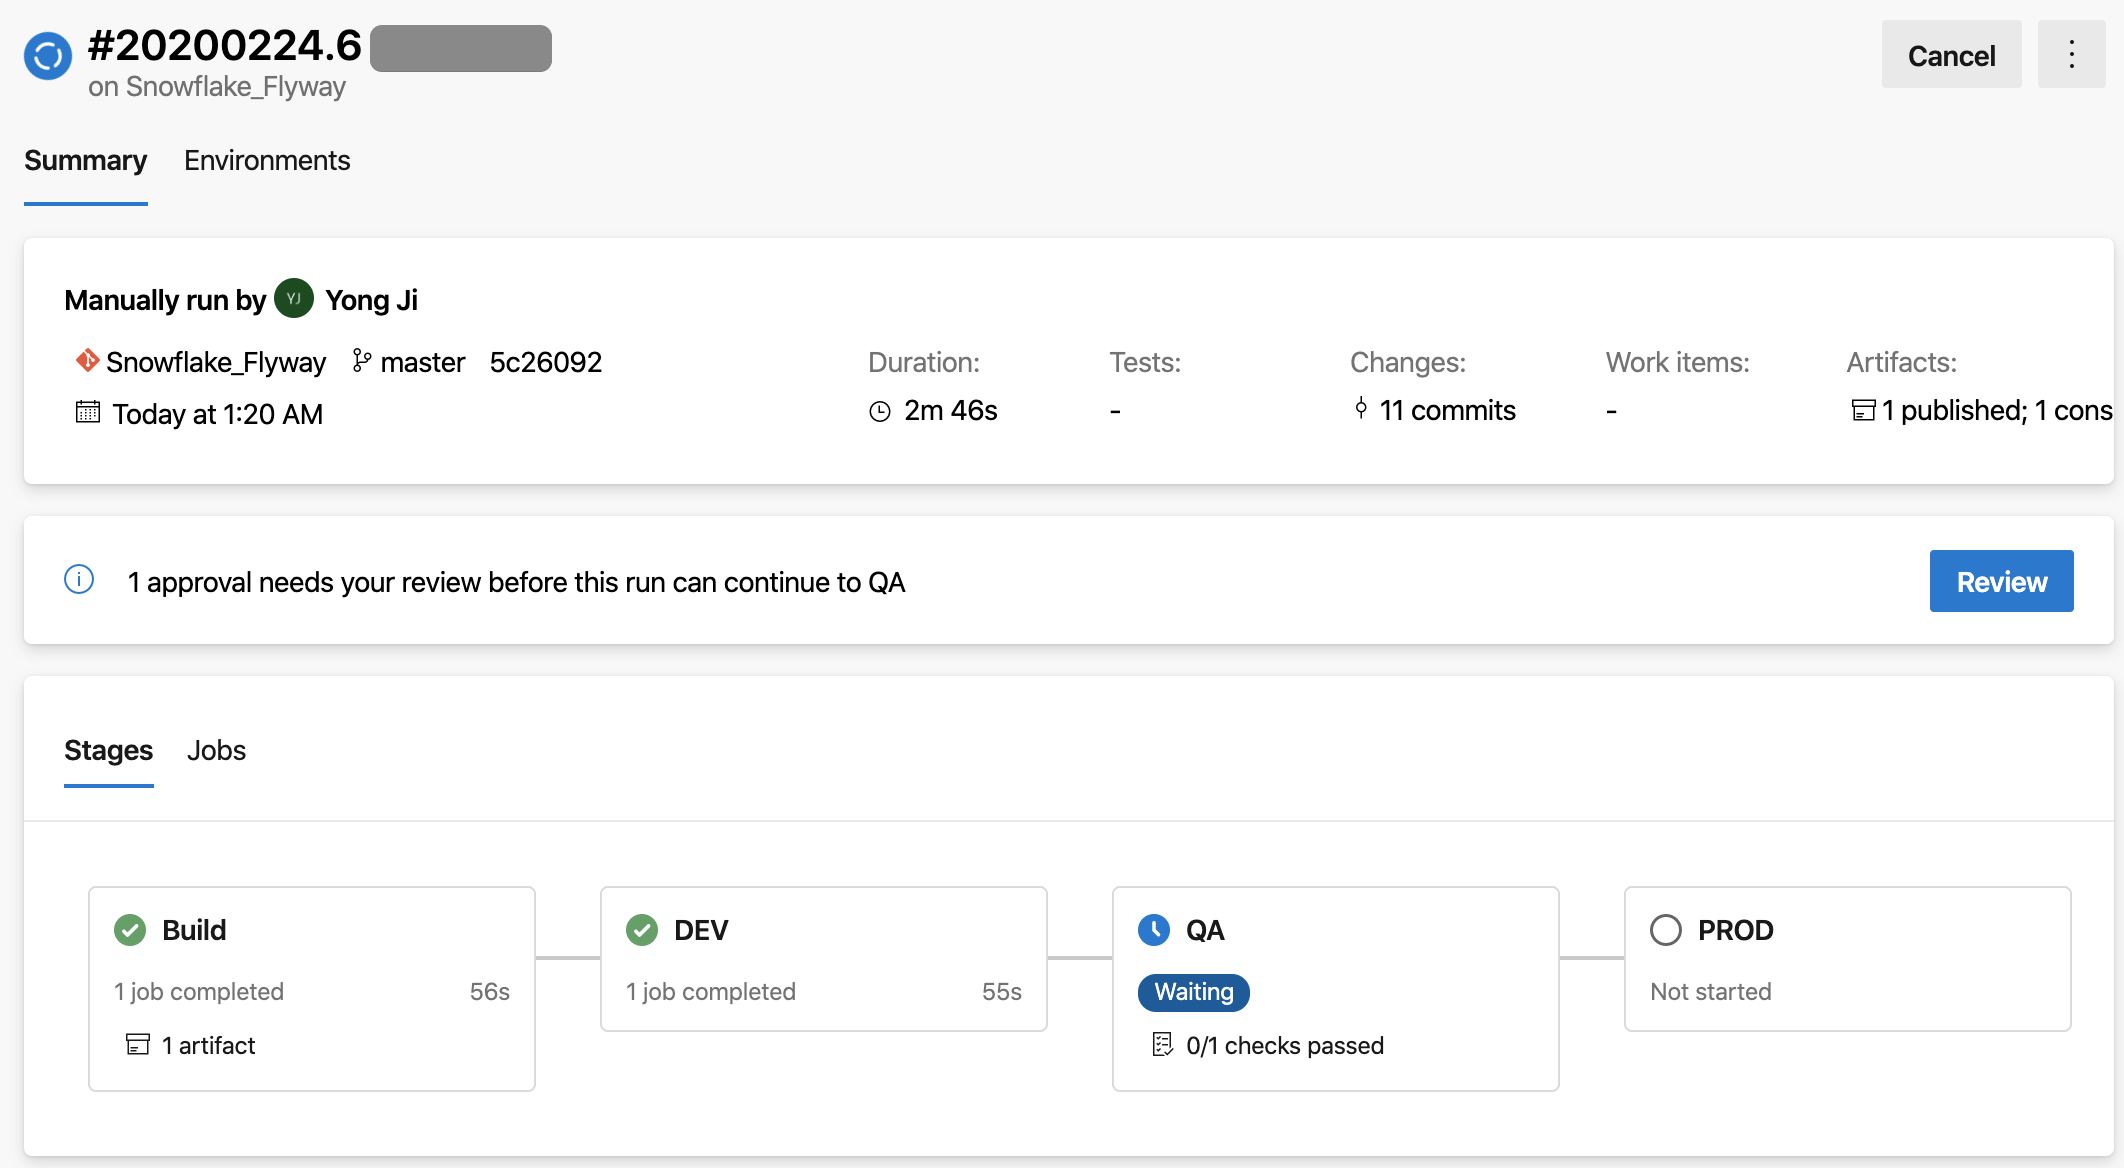 #20200224.6
on Snowflake_Flyway
Cancel
Summary Environments
Manually run by YJ Yong Ji
Snowflake_Flyway master 5c26092
Today at 1:20 AM
Duration: Tests: Changes: Work items: Artifacts:
2m 46s - 11 commits - 1 published; 1 cons
1 approval needs your review before this run can continue to QA
Review
Stages Jobs
Build
1 job completed 56s
1 artifact
DEV
1 job completed 55s
QA
Waiting
0/1 checks passed
PROD
Not started